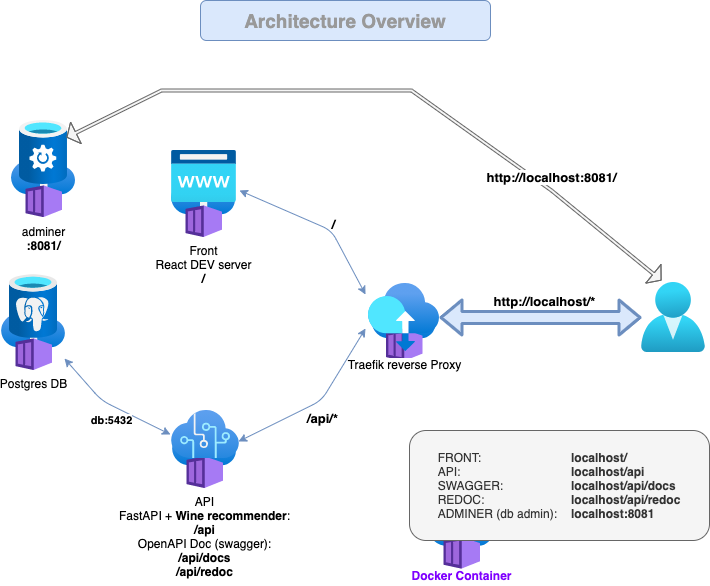 Architecture Overview
http://localhost:8081/
adminer
:8081/
WWW
Front
React DEV server
/
/
http://localhost/*
Traefik reverse Proxy
Postgres DB
db:5432
/api/*
API
FastAPI + Wine recommender:
/api
OpenAPI Doc (swagger):
/api/docs
/api/redoc
FRONT: localhost/
API: localhost/api
SWAGGER: localhost/api/docs
REDOC: localhost/api/redoc
ADMINER (db admin): localhost:8081
Docker Container